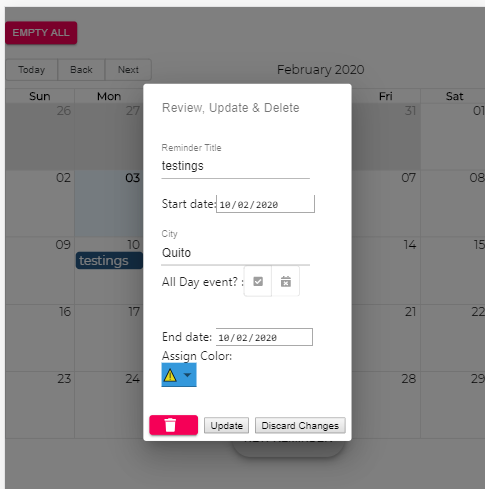 EMPTY ALL
Today Back Next
February 2020
Sun Mon Fri Sat
26 27 31 01
Review, Update & Delete
Reminder Title
testings
02 03 07 08
Start date: 10/02/2020
City
Quito
09 10 14 15
testings
All Day event? :
16 17 21 22
End date: 10/02/2020
Assign Color:
23 24 28 29
Update Discard Changes